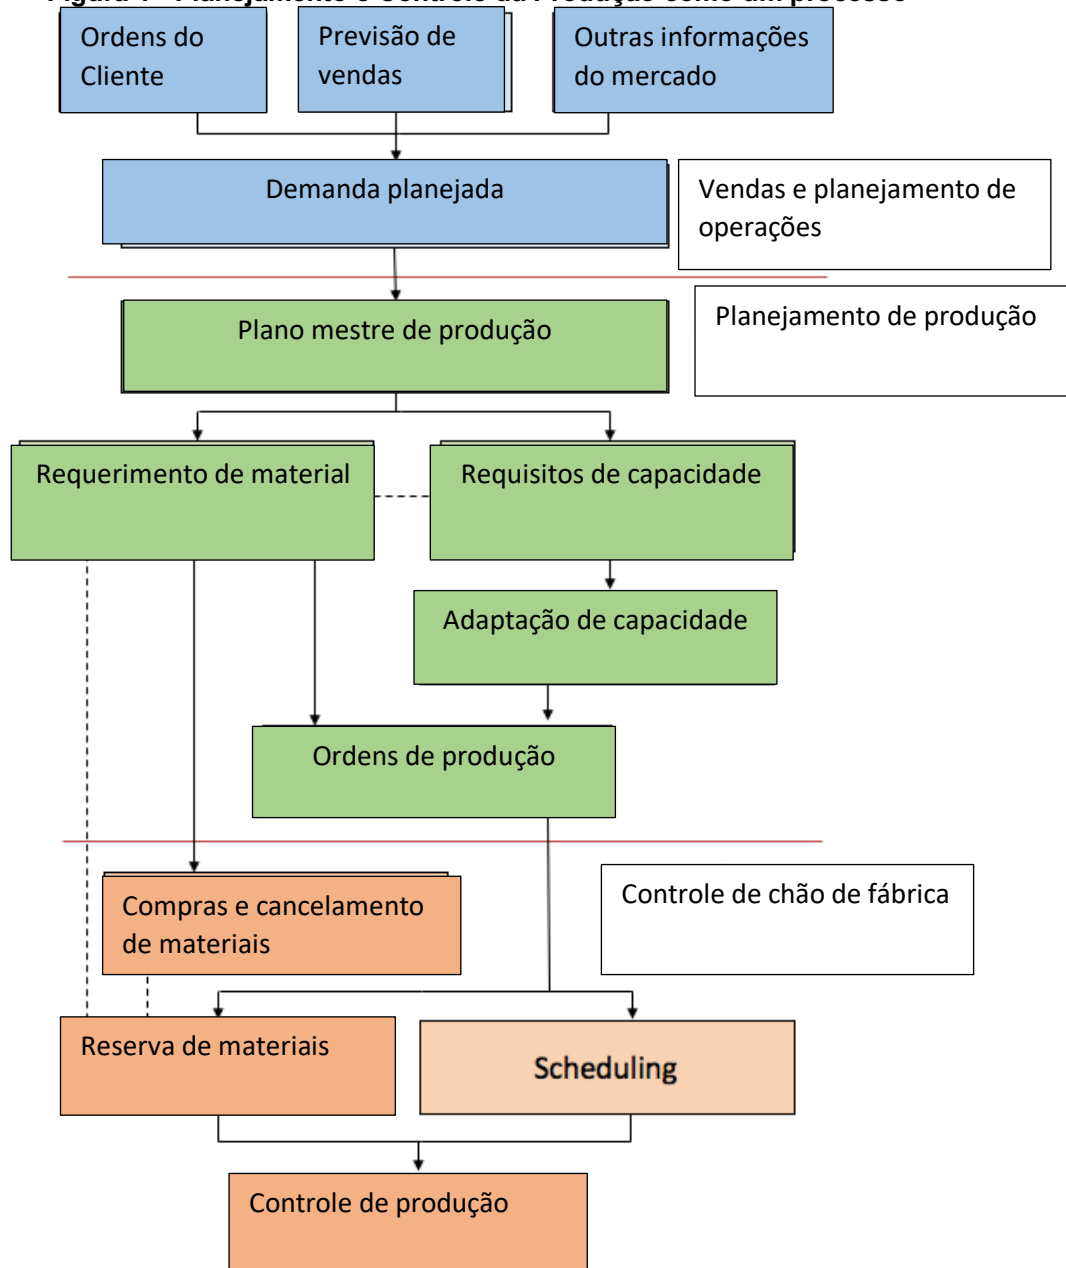 Ordens do
Cliente
Previsão de
vendas
Outras informações
do mercado
Demanda planejada
Vendas e planejamento de
operações
Plano mestre de produção
Planejamento de produção
Requerimento de material
Requisitos de capacidade
Adaptação de capacidade
Ordens de produção
Compras e cancelamento
de materiais
Controle de chão de fábrica
Reserva de materiais
Scheduling
Controle de produção